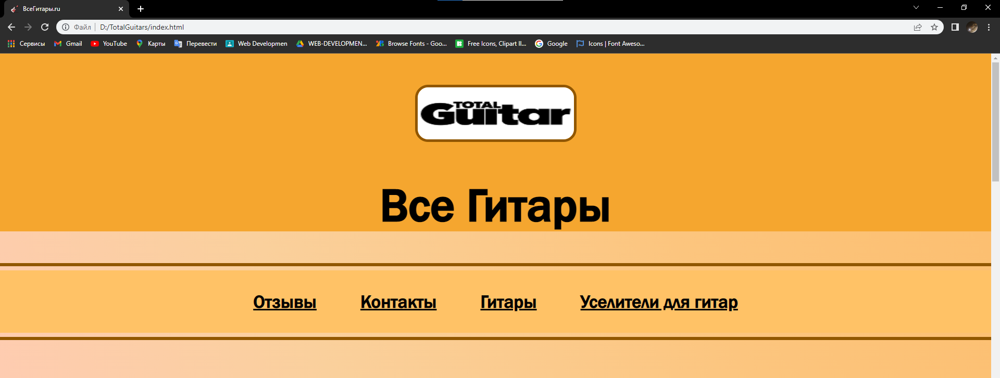 ВсеГитары.ru
Файл D:/TotalGuitars/index.html
Сервисы Gmail YouTube Карты Перевести Web Developmen WEB-DEVELOPMEN... Browse Fonts - Goo... Free Icons, Clipart Il... Google Icons | Font Aweso...
TOTAL
Guitar
Все Гитары
Отзывы Контакты Гитары Уселители для гитар